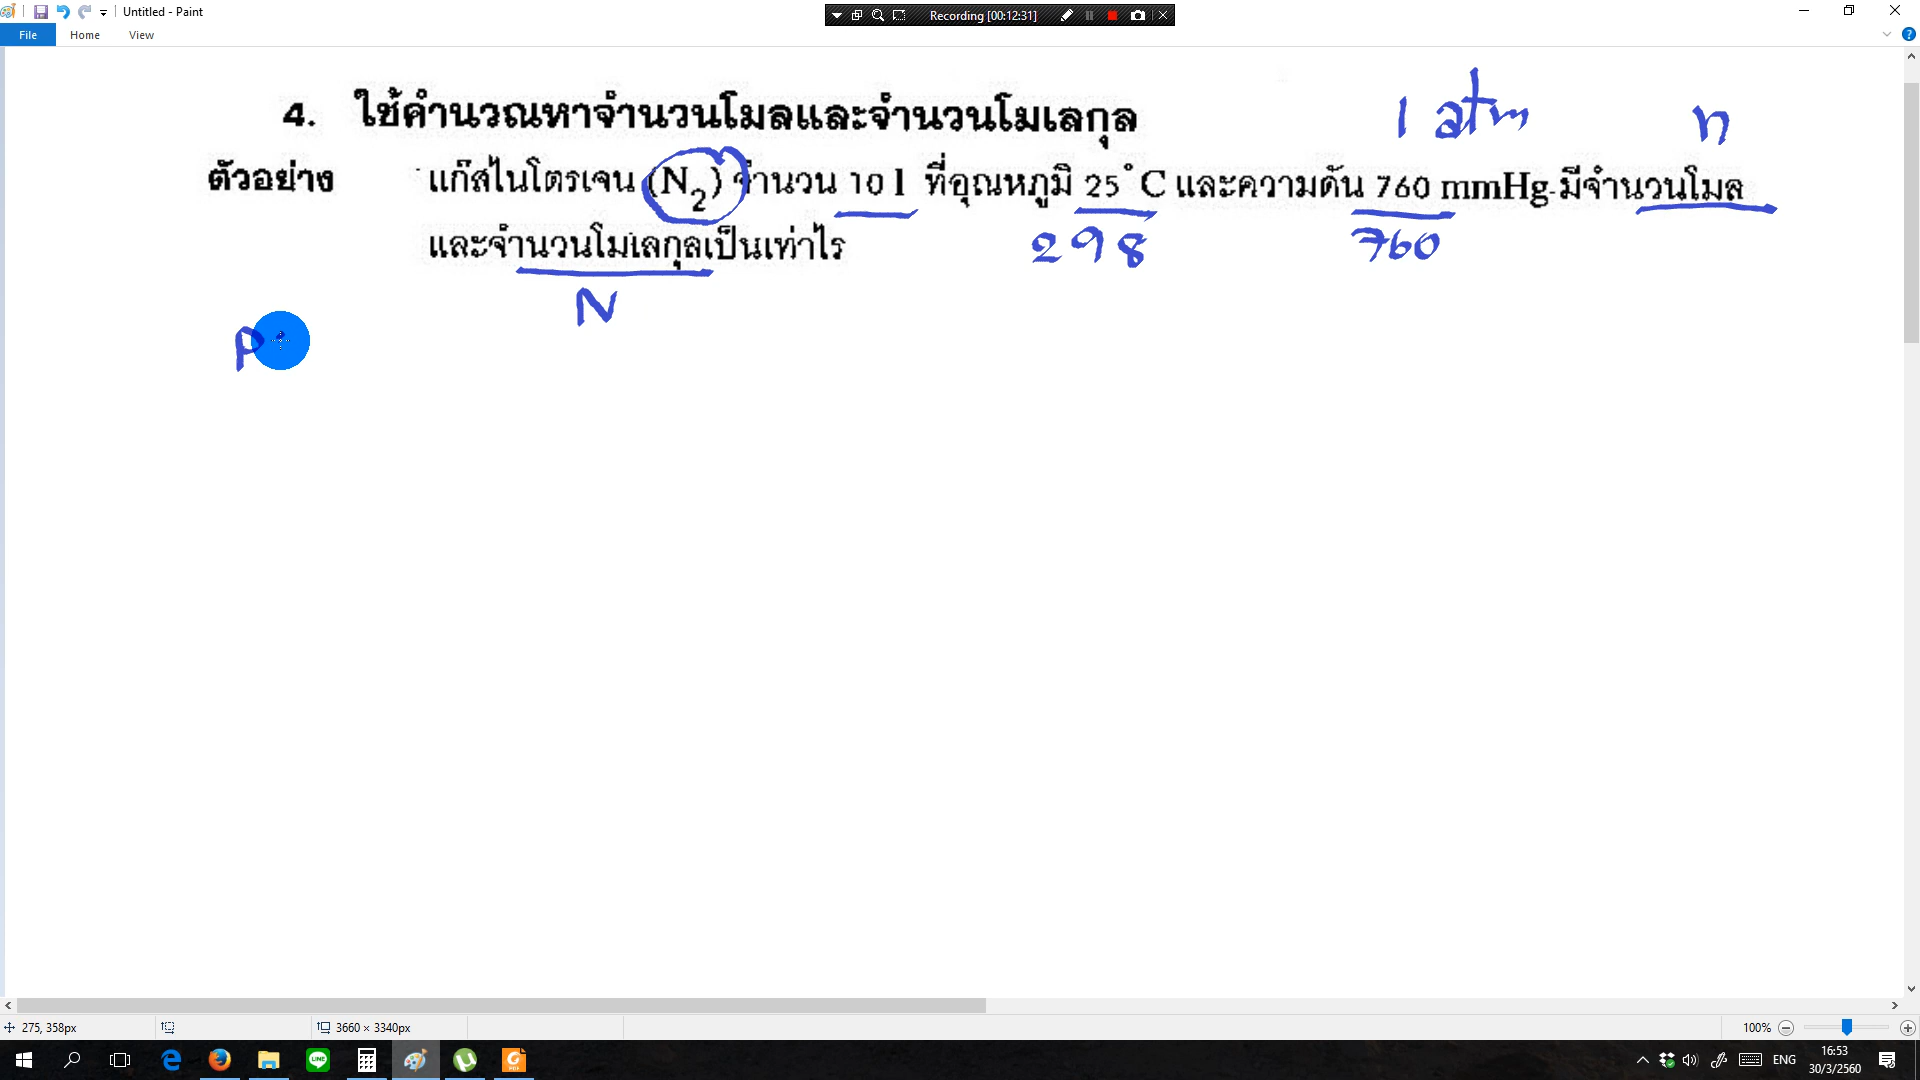 Untitled - Paint
Recording [00:12:31]
File Home View
1 atm n
4. ใช้คำนวณหาจำนวนโมลและจำนวนโมเลกุล
ตัวอย่าง แก๊สไนโตรเจน (N2) จำนวน 10 l ที่อุณหภูมิ 25°C และความดัน 760 mmHg มีจำนวนโมล
และจำนวนโมเลกุลเป็นเท่าไร
298 760
N
P
275, 358px 3660 × 3340px 100%
LINE
PDF
ENG
16:53
30/3/2560